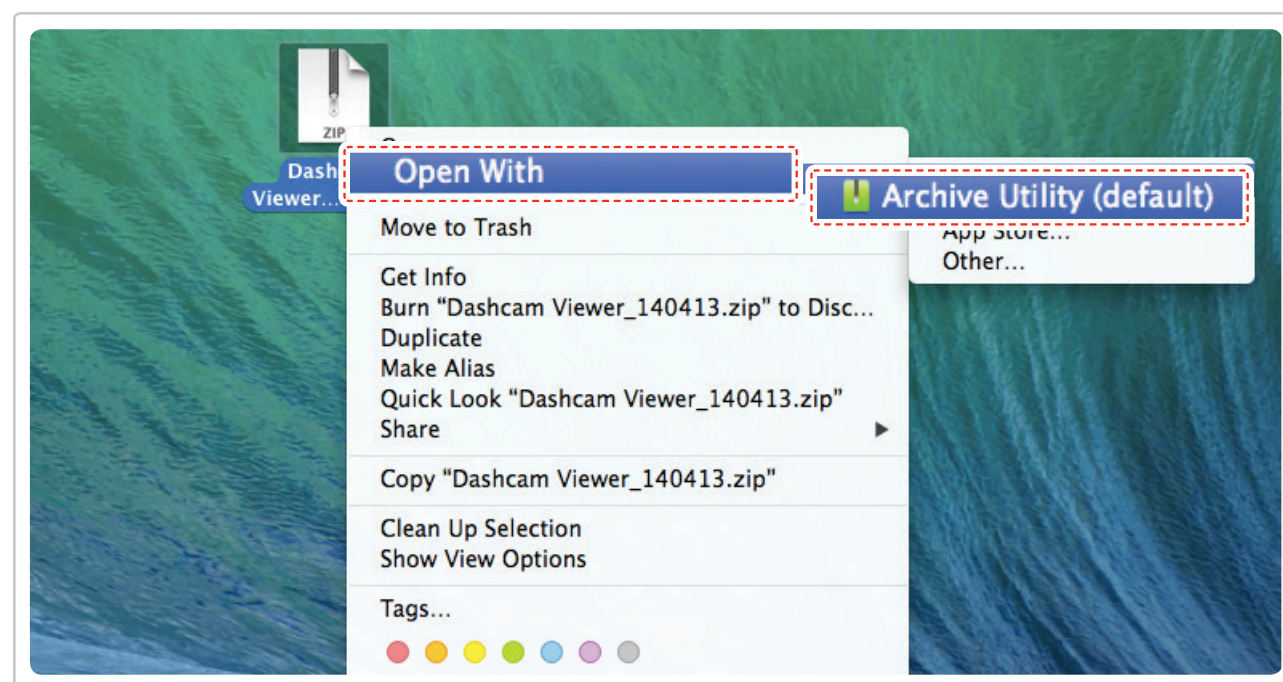 ZIP
Dash
Viewer...
Open With
Archive Utility (default)
App Store...
Other...
Move to Trash
Get Info
Burn “Dashcam Viewer_140413.zip” to Disc...
Duplicate
Make Alias
Quick Look “Dashcam Viewer_140413.zip”
Share
Copy “Dashcam Viewer_140413.zip”
Clean Up Selection
Show View Options
Tags...